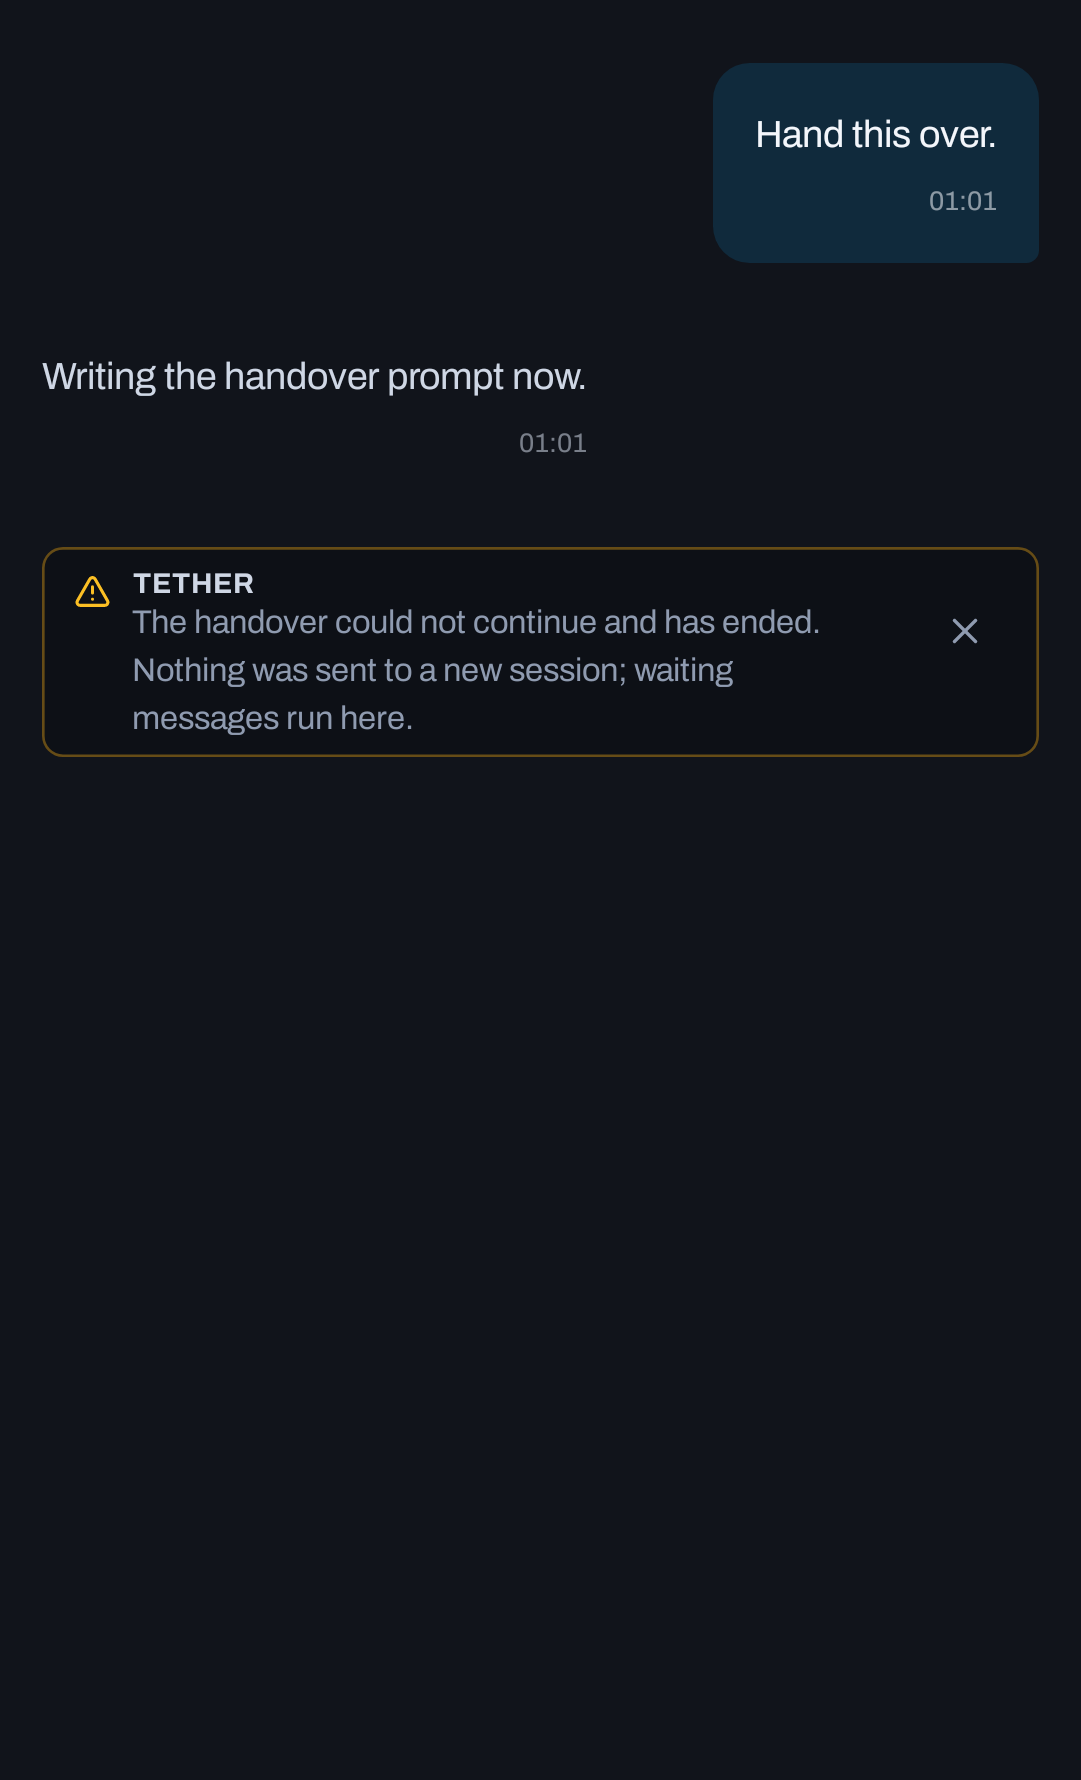 Hand this over.
01:01
Writing the handover prompt now.
01:01
TETHER
The handover could not continue and has ended.
Nothing was sent to a new session; waiting
messages run here.